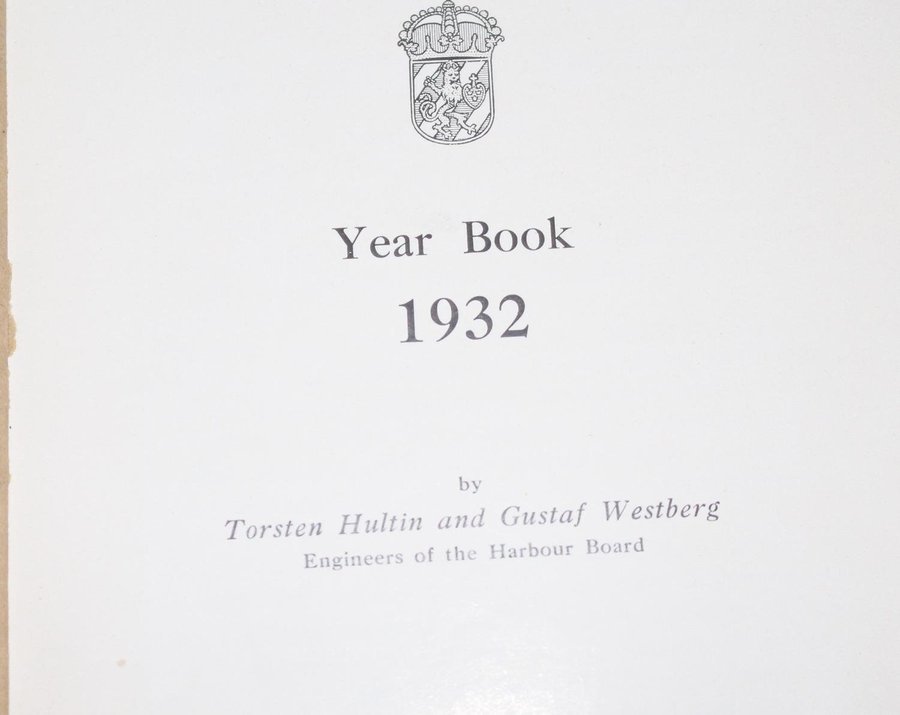 Year Book
1932
by
Torsten Hultin and Gustaf Westberg
Engineers of the Harbour Board